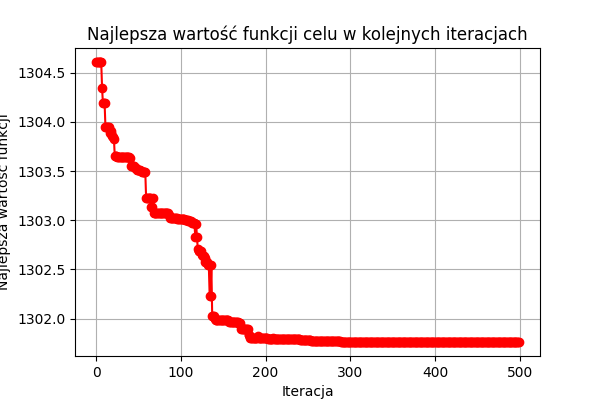 Najlepsza wartość funkcji celu w kolejnych iteracjach
1304.5
1304.0
1303.5
1303.0
1302.5
1302.0
Najlepsza wartość funkcji
0 100 200 300 400 500
Iteracja